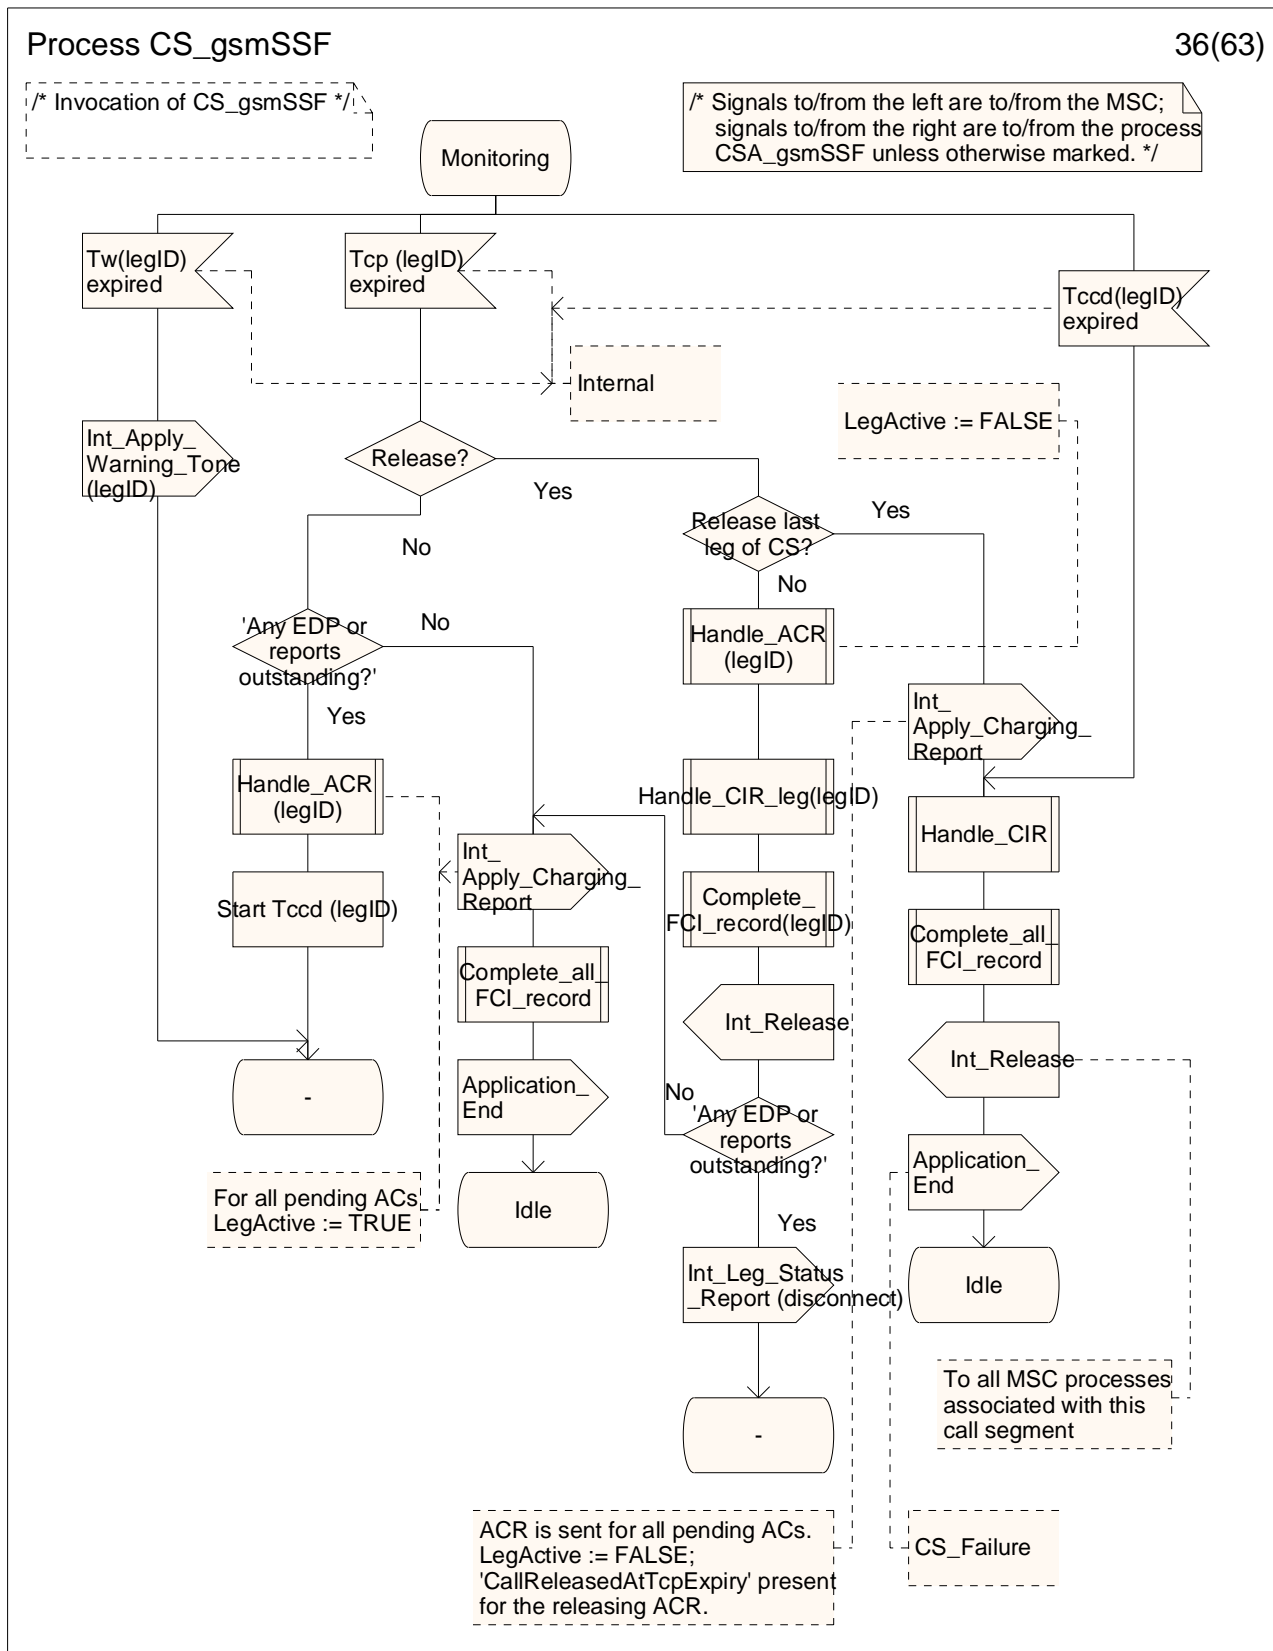 Process CS_gsmSSF
36(63)
/* Invocation of CS_gsmSSF */
/* Signals to/from the left are to/from the MSC;
signals to/from the right are to/from the process
CSA_gsmSSF unless otherwise marked. */
Monitoring
Tw(legID)
expired
Tcp (legID)
expired
Tccd(legID)
expired
Internal
LegActive := FALSE
Int_Apply_
Warning_Tone
(legID)
Release?
Yes
No
Release last
leg of CS?
Yes
No
'Any EDP or
reports
outstanding?'
No
Yes
Handle_ACR
(legID)
Int_
Apply_Charging_
Report
Handle_ACR
(legID)
Handle_CIR_leg(legID)
Handle_CIR
Int_
Apply_Charging_
Report
Start Tccd (legID)
Complete_
FCI_record(legID)
Complete_all_
FCI_record
Complete_all_
FCI_record
Int_Release
Int_Release
-
Application_
End
No
'Any EDP or
reports
outstanding?'
Yes
Application_
End
For all pending ACs
LegActive := TRUE
Idle
Int_Leg_Status
_Report (disconnect)
Idle
To all MSC processes
associated with this
call segment
-
ACR is sent for all pending ACs.
LegActive := FALSE;
'CallReleasedAtTcpExpiry' present
for the releasing ACR.
CS_Failure